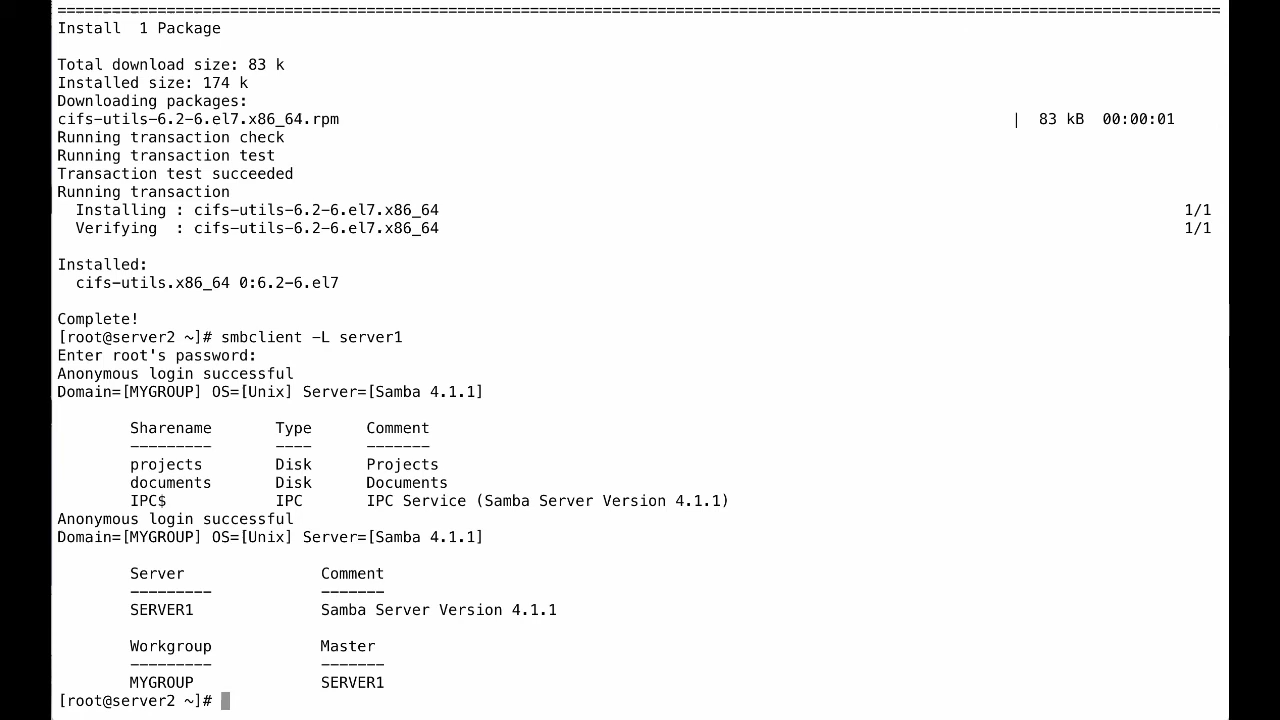 ================================================================================================================================
Install  1 Package

Total download size: 83 k
Installed size: 174 k
Downloading packages:
cifs-utils-6.2-6.el7.x86_64.rpm                                                                          |  83 kB  00:00:01
Running transaction check
Running transaction test
Transaction test succeeded
Running transaction
  Installing : cifs-utils-6.2-6.el7.x86_64                                                                                  1/1
  Verifying  : cifs-utils-6.2-6.el7.x86_64                                                                                  1/1

Installed:
  cifs-utils.x86_64 0:6.2-6.el7

Complete!
[root@server2 ~]# smbclient -L server1
Enter root's password:
Anonymous login successful
Domain=[MYGROUP] OS=[Unix] Server=[Samba 4.1.1]

        Sharename       Type      Comment
        ---------       ----      -------
        projects        Disk      Projects
        documents       Disk      Documents
        IPC$            IPC       IPC Service (Samba Server Version 4.1.1)
Anonymous login successful
Domain=[MYGROUP] OS=[Unix] Server=[Samba 4.1.1]

        Server               Comment
        ---------            -------
        SERVER1              Samba Server Version 4.1.1

        Workgroup            Master
        ---------            -------
        MYGROUP              SERVER1
[root@server2 ~]#